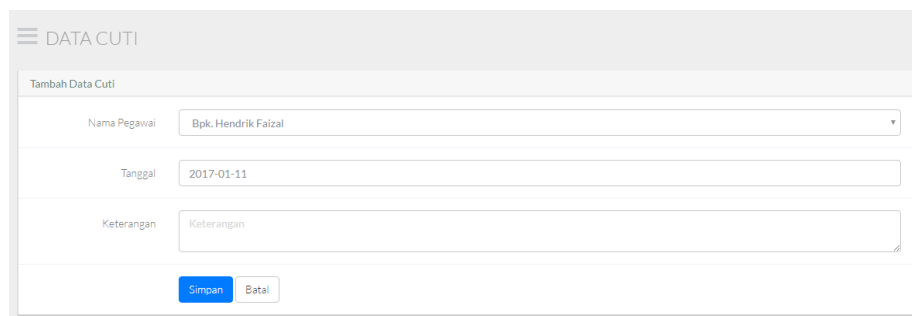 DATA CUTI
Tambah Data Cuti
Nama Pegawai Bpk. Hendrik Faizal
Tanggal 2017-01-11
Keterangan Keterangan
Simpan Batal